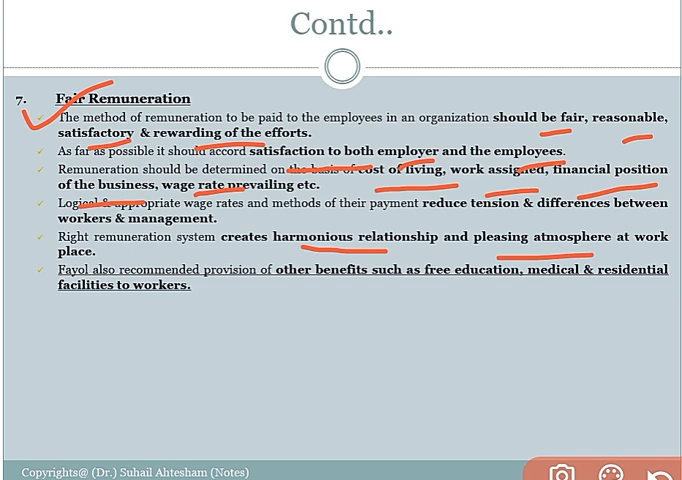 Contd..
7. Fair Remuneration
The method of remuneration to be paid to the employees in an organization should be fair, reasonable,
satisfactory & rewarding of the efforts.
As far as possible it should accord satisfaction to both employer and the employees.
Remuneration should be determined on the basis of cost of living, work assigned, financial position
of the business, wage rate prevailing etc.
Logical & appropriate wage rates and methods of their payment reduce tension & differences between
workers & management.
Right remuneration system creates harmonious relationship and pleasing atmosphere at work
place.
Fayol also recommended provision of other benefits such as free education, medical & residential
facilities to workers.
Copyrights@ (Dr.) Suhail Ahtesham (Notes)